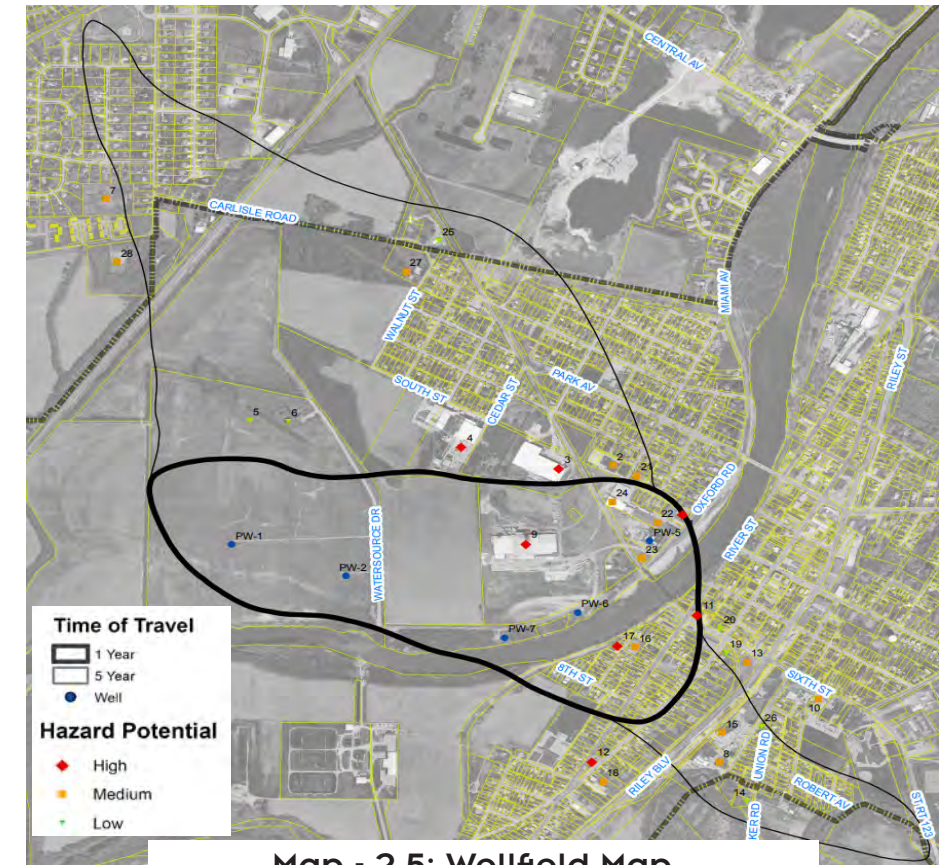 CENTRAL AV
7
CARLISLE ROAD
25
28
27
MIAMI AV
WALNUT ST
RILEY ST
PARK AV
SOUTH ST
CEDAR ST
5
6
4
3
2
21
OXFORD RD
24
22
PW-5
RIVER ST
9
PW-1
23
PW-2
WATERSOURCE DR
PW-6
11
20
PW-7
17
16
19
13
8TH ST
SIXTH ST
10
26
15
UNION RD
12
8
18
RILEY BLV
14
ROBERT AV
ST RT 123
KER RD
Time of Travel
1 Year
5 Year
Well
Hazard Potential
High
Medium
Low
Map - 2.5: Wellfield Map